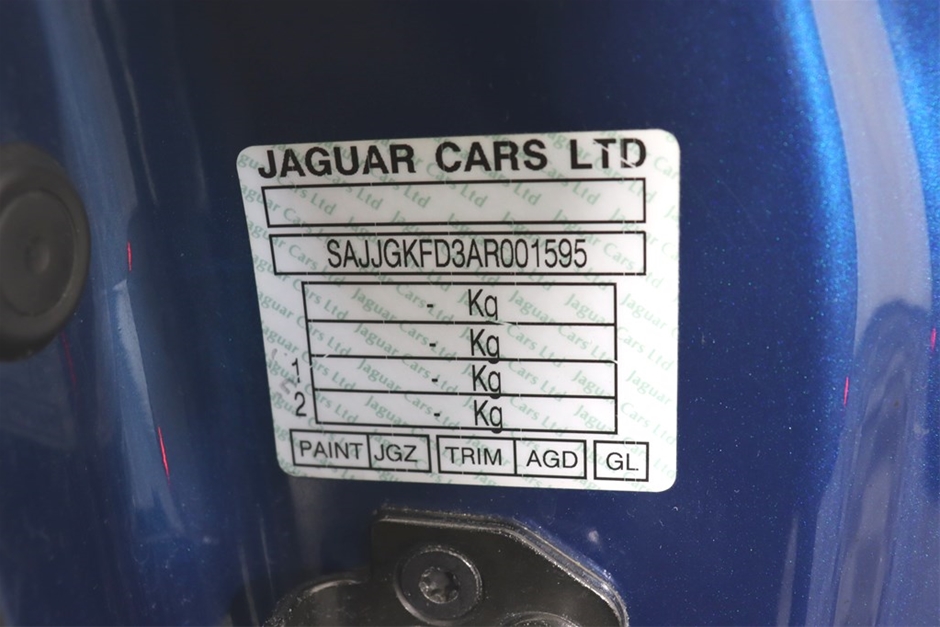 JAGUAR CARS LTD
SAJJGKFD3AR001595
- Kg
- Kg
1 - Kg
2 - Kg
PAINT JGZ TRIM AGD GL